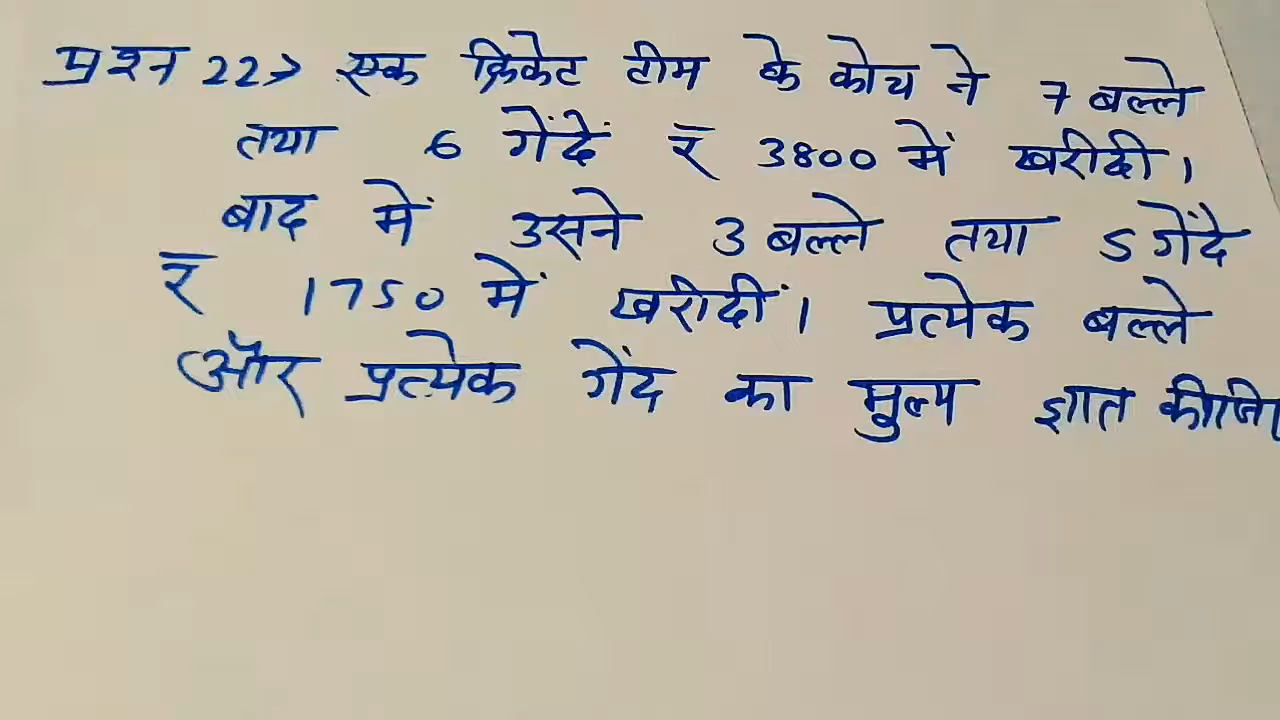 प्रश्न 22> एक क्रिकेट टीम के कोच ने 7 बल्ले
तथा 6 गेंदें ₹ 3800 में खरीदी।
बाद में उसने 3 बल्ले तथा 5 गेंदे
₹ 1750 में खरीदीं। प्रत्येक बल्ले
और प्रत्येक गेंद का मुल्य ज्ञात कीजि